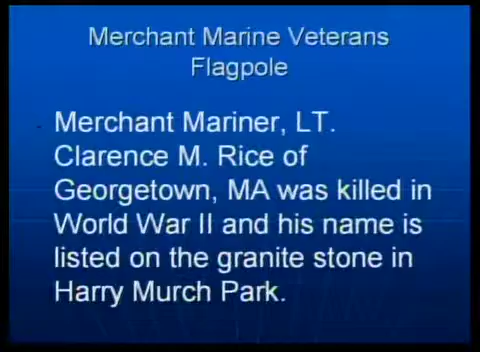 Merchant Marine Veterans
Flagpole
Merchant Mariner, LT.
Clarence M. Rice of
Georgetown, MA was killed in
World War II and his name is
listed on the granite stone in
Harry Murch Park.